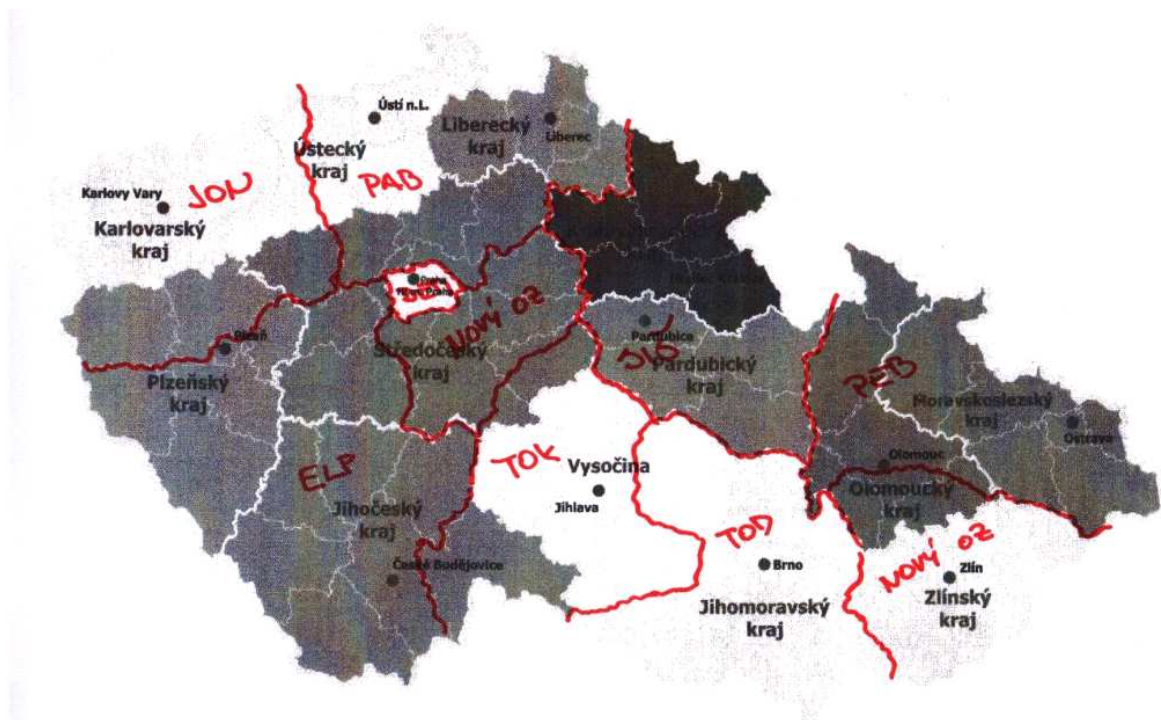 Ústí n.L.
Liberecký
kraj
Liberec
Ústecký
kraj
PAB
JON
Karlovy Vary
Karlovarský
kraj
Praha
NOVÝ OZ
Středočeský
kraj
Plzeň
Plzeňský
kraj
Pardubice
Pardubický
kraj
PEB
Moravskoslezský
kraj
Ostrava
ELP
Jihočeský
kraj
České Budějovice
TOK
Vysočina
Jihlava
TOD
Brno
Jihomoravský
kraj
Olomouc
Olomoucký
kraj
NOVÝ OZ
Zlín
Zlínský
kraj